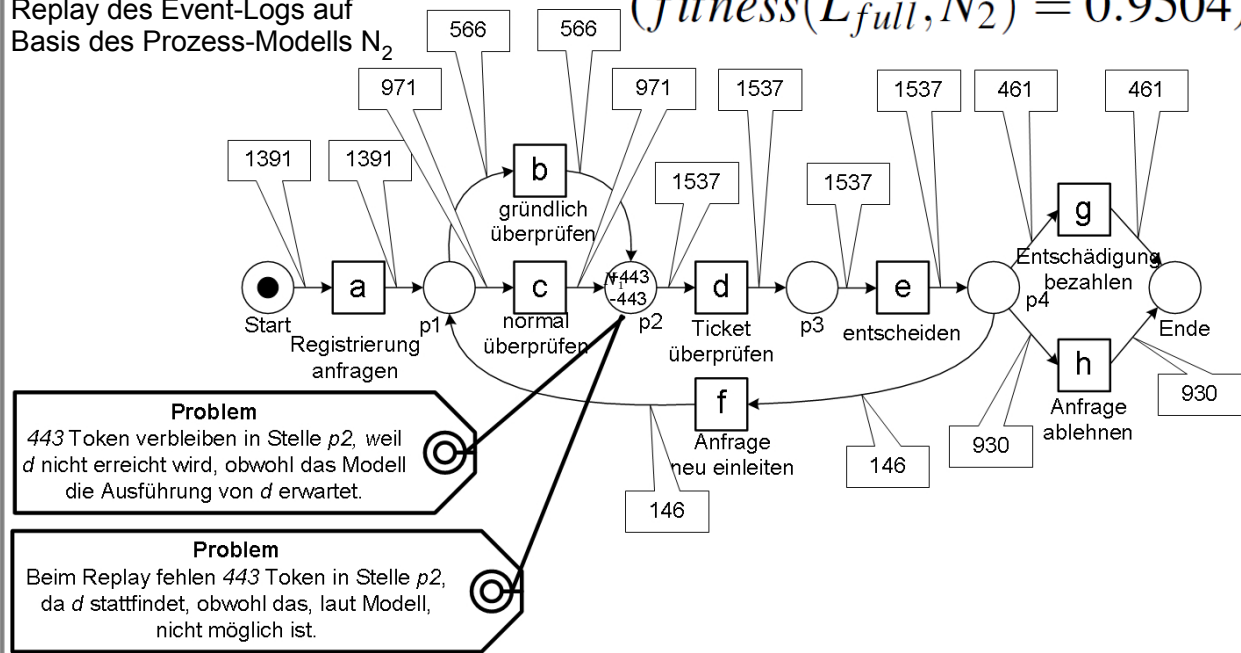 Replay des Event-Logs auf
Basis des Prozess-Modells N2
(fitness(Lfull, N2) = 0.9504)
566
566
971
971
1537
1537
461
461
1391
1391
1537
1537
b
gründlich
überprüfen
g
Entschädigung
bezahlen
a
c
+443
-443
d
e
Start
Registrierung
anfragen
p1
normal
überprüfen
p2
Ticket
überprüfen
p3
entscheiden
p4
Ende
h
Anfrage
ablehnen
930
930
f
Anfrage
neu einleiten
146
146
Problem
443 Token verbleiben in Stelle p2, weil
d nicht erreicht wird, obwohl das Modell
die Ausführung von d erwartet.
Problem
Beim Replay fehlen 443 Token in Stelle p2,
da d stattfindet, obwohl das, laut Modell,
nicht möglich ist.